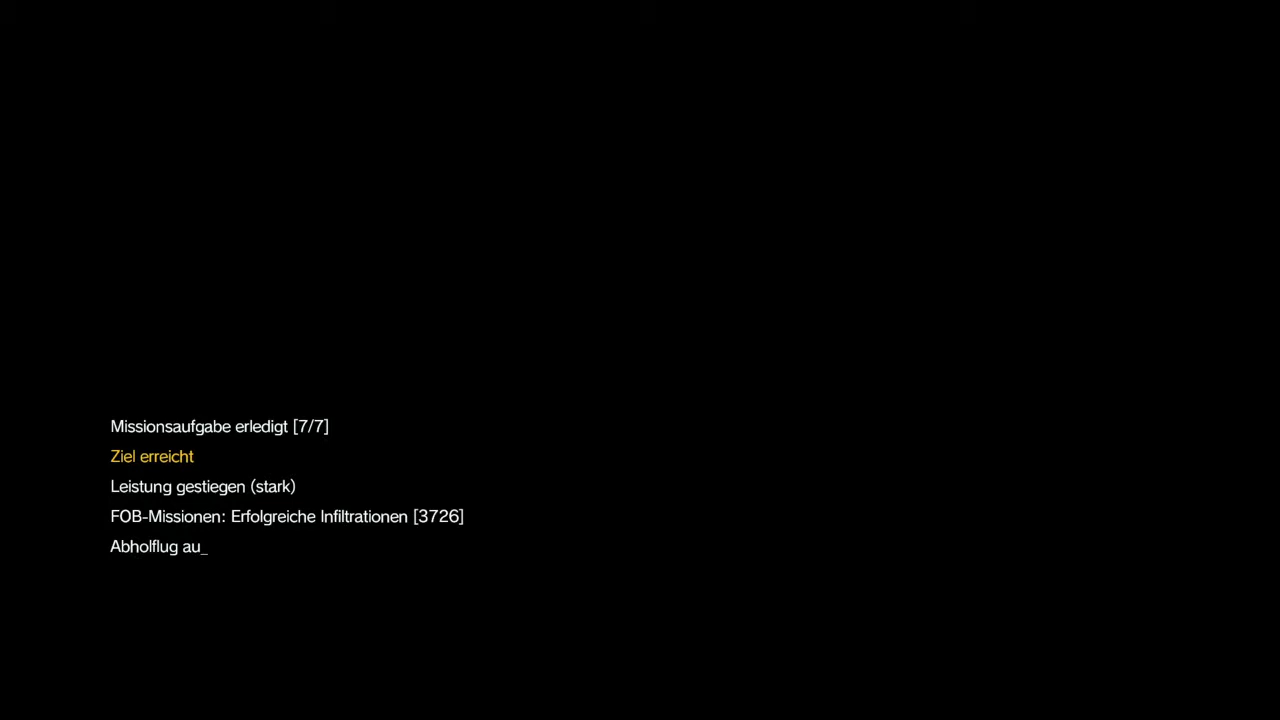 Missionsaufgabe erledigt [7/7]
Ziel erreicht
Leistung gestiegen (stark)
FOB-Missionen: Erfolgreiche Infiltrationen [3726]
Abholflug au_